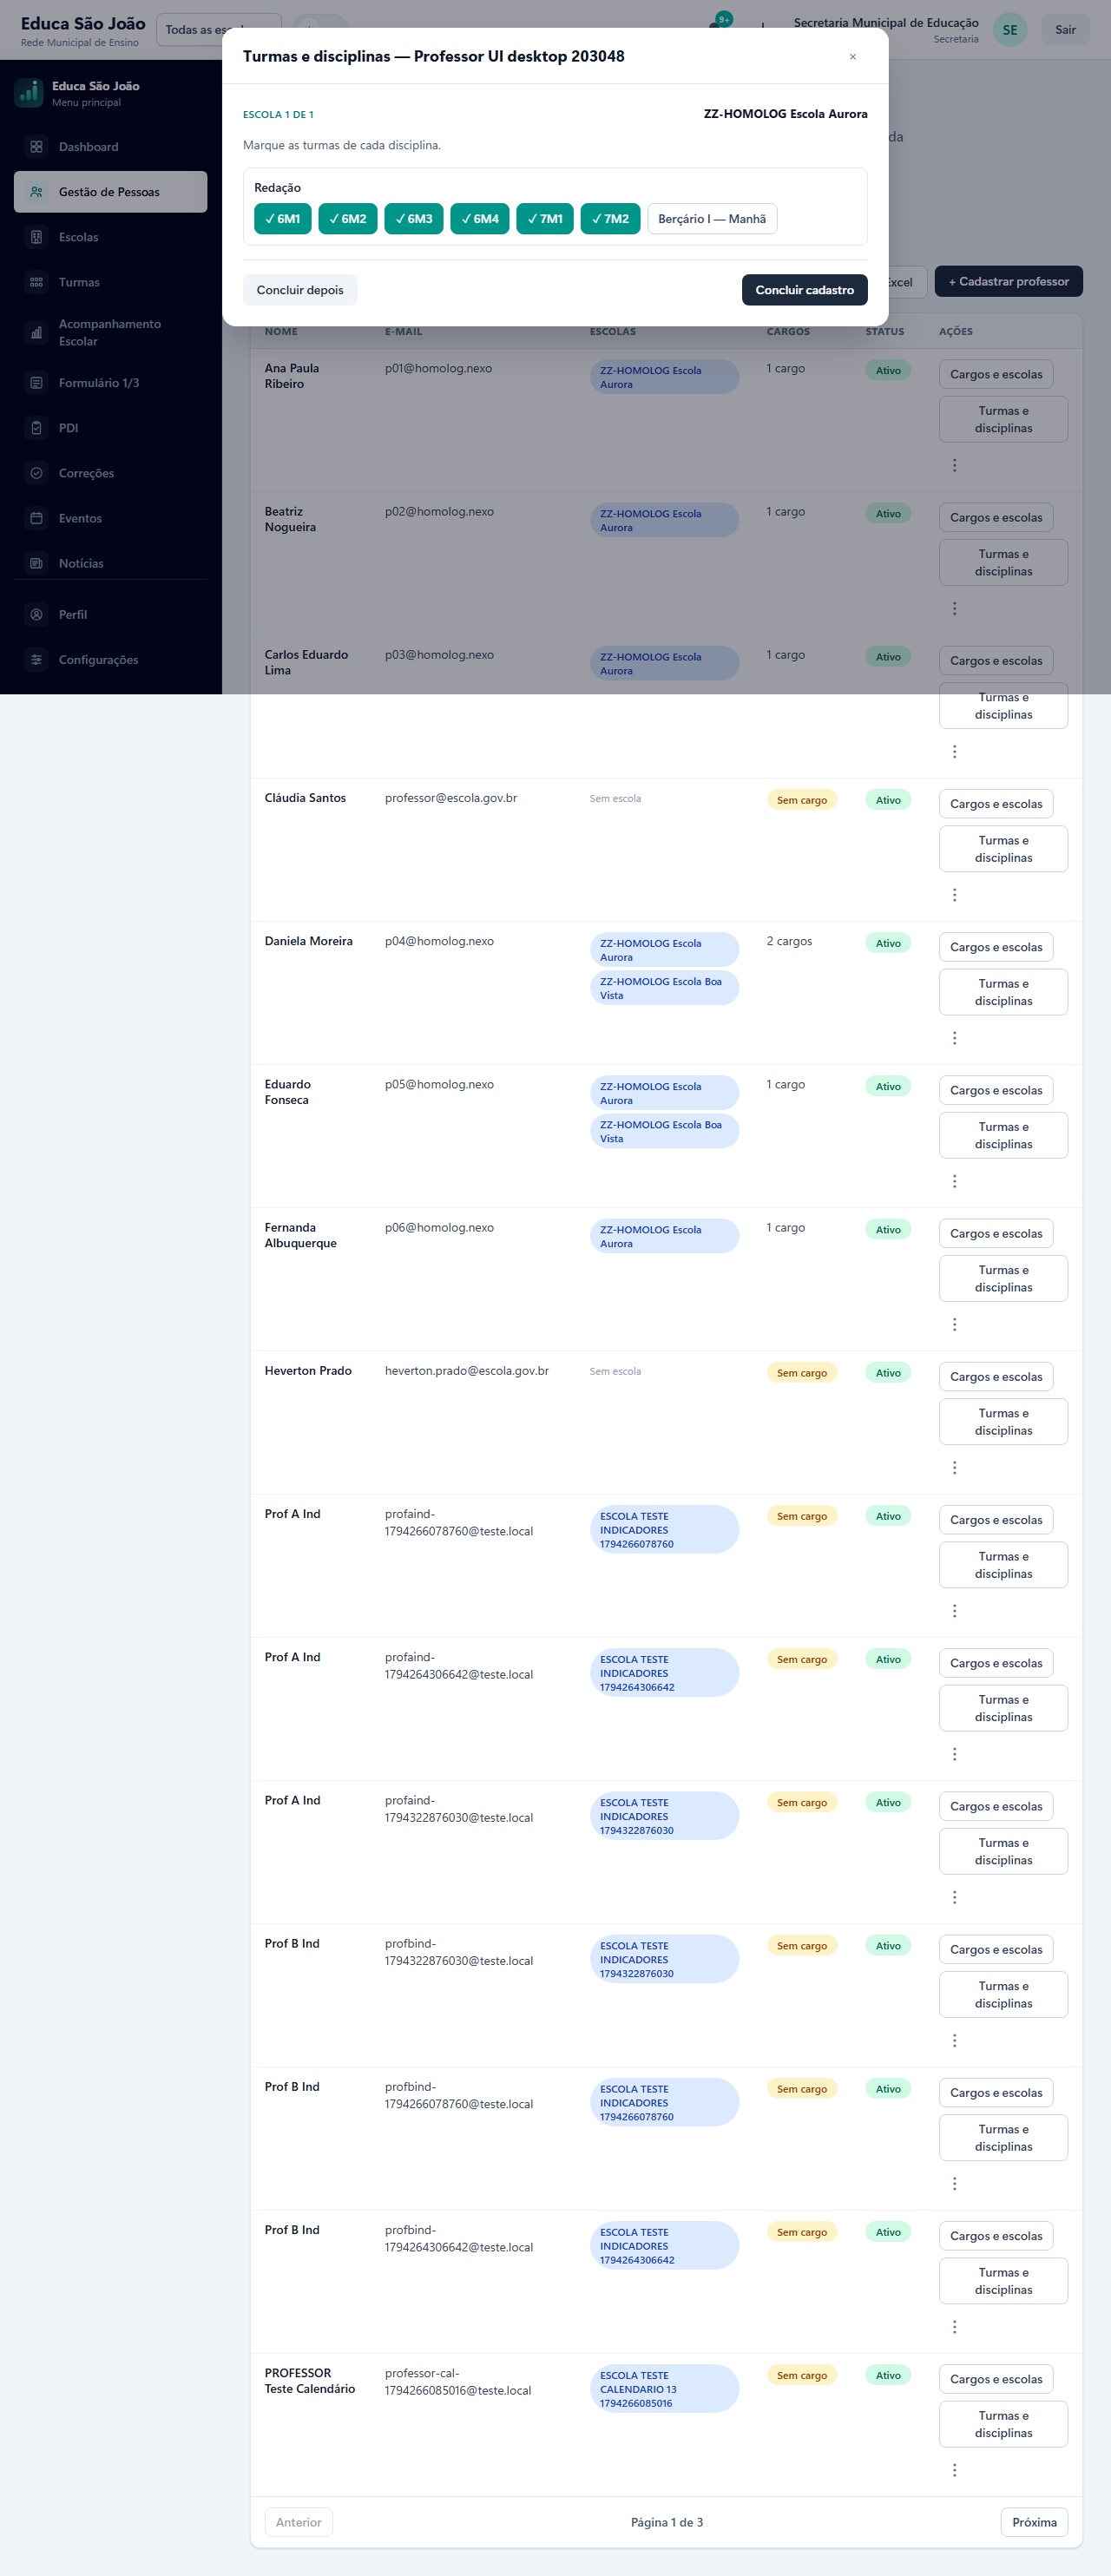 Educa São João
Rede Municipal de Ensino
Todas as
9+
Secretaria Municipal de Educação
Secretaria
SE
Sair
Educa São João
Menu principal
Dashboard
Gestão de Pessoas
Escolas
Turmas
Acompanhamento
Escolar
Formulário 1/3
PDI
Correções
Eventos
Notícias
Perfil
Configurações
Turmas e disciplinas — Professor UI desktop 203048
×
ESCOLA 1 DE 1
ZZ-HOMOLOG Escola Aurora
Marque as turmas de cada disciplina.
Redação
✓ 6M1
✓ 6M2
✓ 6M3
✓ 6M4
✓ 7M1
✓ 7M2
Berçário I — Manhã
Concluir depois
Concluir cadastro
da
Excel
+ Cadastrar professor
NOME
E-MAIL
ESCOLAS
CARGOS
STATUS
AÇÕES
Ana Paula
Ribeiro
p01@homolog.nexo
ZZ-HOMOLOG Escola
Aurora
1 cargo
Ativo
Cargos e escolas
Turmas e
disciplinas
Beatriz
Nogueira
p02@homolog.nexo
ZZ-HOMOLOG Escola
Aurora
1 cargo
Ativo
Cargos e escolas
Turmas e
disciplinas
Carlos Eduardo
Lima
p03@homolog.nexo
ZZ-HOMOLOG Escola
Aurora
1 cargo
Ativo
Cargos e escolas
Turmas e
disciplinas
Cláudia Santos
professor@escola.gov.br
Sem escola
Sem cargo
Ativo
Cargos e escolas
Turmas e
disciplinas
Daniela Moreira
p04@homolog.nexo
ZZ-HOMOLOG Escola
Aurora
ZZ-HOMOLOG Escola Boa
Vista
2 cargos
Ativo
Cargos e escolas
Turmas e
disciplinas
Eduardo
Fonseca
p05@homolog.nexo
ZZ-HOMOLOG Escola
Aurora
ZZ-HOMOLOG Escola Boa
Vista
1 cargo
Ativo
Cargos e escolas
Turmas e
disciplinas
Fernanda
Albuquerque
p06@homolog.nexo
ZZ-HOMOLOG Escola
Aurora
1 cargo
Ativo
Cargos e escolas
Turmas e
disciplinas
Heverton Prado
heverton.prado@escola.gov.br
Sem escola
Sem cargo
Ativo
Cargos e escolas
Turmas e
disciplinas
Prof A Ind
profaind-
1794266078760@teste.local
ESCOLA TESTE
INDICADORES
1794266078760
Sem cargo
Ativo
Cargos e escolas
Turmas e
disciplinas
Prof A Ind
profaind-
1794264306642@teste.local
ESCOLA TESTE
INDICADORES
1794264306642
Sem cargo
Ativo
Cargos e escolas
Turmas e
disciplinas
Prof A Ind
profaind-
1794322876030@teste.local
ESCOLA TESTE
INDICADORES
1794322876030
Sem cargo
Ativo
Cargos e escolas
Turmas e
disciplinas
Prof B Ind
profbind-
1794322876030@teste.local
ESCOLA TESTE
INDICADORES
1794322876030
Sem cargo
Ativo
Cargos e escolas
Turmas e
disciplinas
Prof B Ind
profbind-
1794266078760@teste.local
ESCOLA TESTE
INDICADORES
1794266078760
Sem cargo
Ativo
Cargos e escolas
Turmas e
disciplinas
Prof B Ind
profbind-
1794264306642@teste.local
ESCOLA TESTE
INDICADORES
1794264306642
Sem cargo
Ativo
Cargos e escolas
Turmas e
disciplinas
PROFESSOR
Teste Calendário
professor-cal-
1794266085016@teste.local
ESCOLA TESTE
CALENDARIO 13
1794266085016
Sem cargo
Ativo
Cargos e escolas
Turmas e
disciplinas
Anterior
Página 1 de 3
Próxima